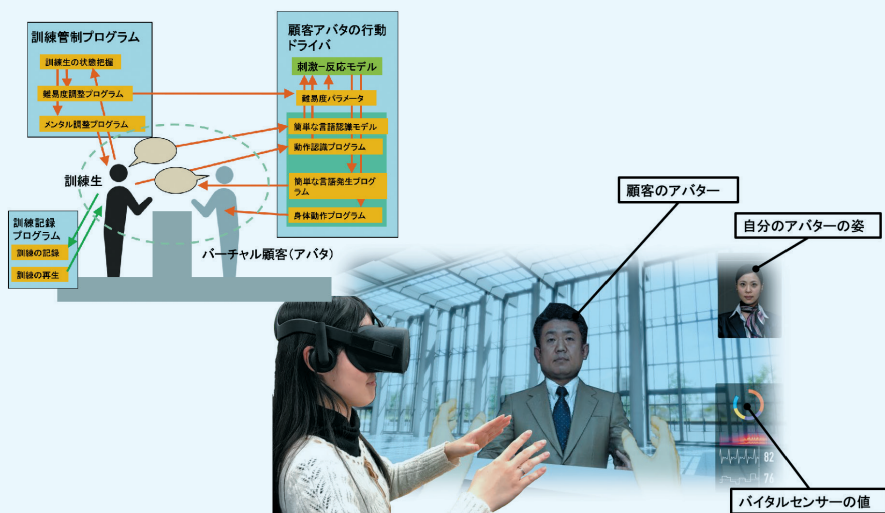 訓練管制プログラム
訓練生の状態把握
難易度調整プログラム
メンタル調整プログラム
顧客アバタの行動
ドライバ
刺激−反応モデル
難易度パラメータ
簡単な言語認識モデル
動作認識プログラム
簡単な言語発生プログ
ラム
身体動作プログラム
訓練生
バーチャル顧客(アバタ)
訓練記録
プログラム
訓練の記録
訓練の再生
顧客のアバター
自分のアバターの姿
82
76
バイタルセンサーの値